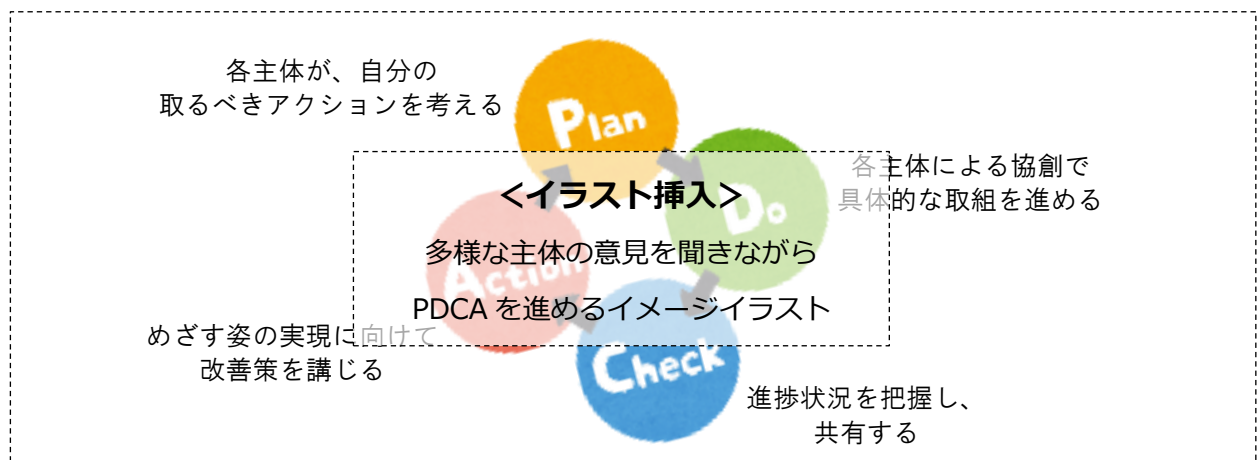 各主体が、自分の
取るべきアクションを考える
Plan
Do
各主体による協創で
具体的な取組を進める
<イラスト挿入>
多様な主体の意見を聞きながら
PDCAを進めるイメージイラスト
Action
めざす姿の実現に向けて
改善策を講じる
Check
進捗状況を把握し、
共有する